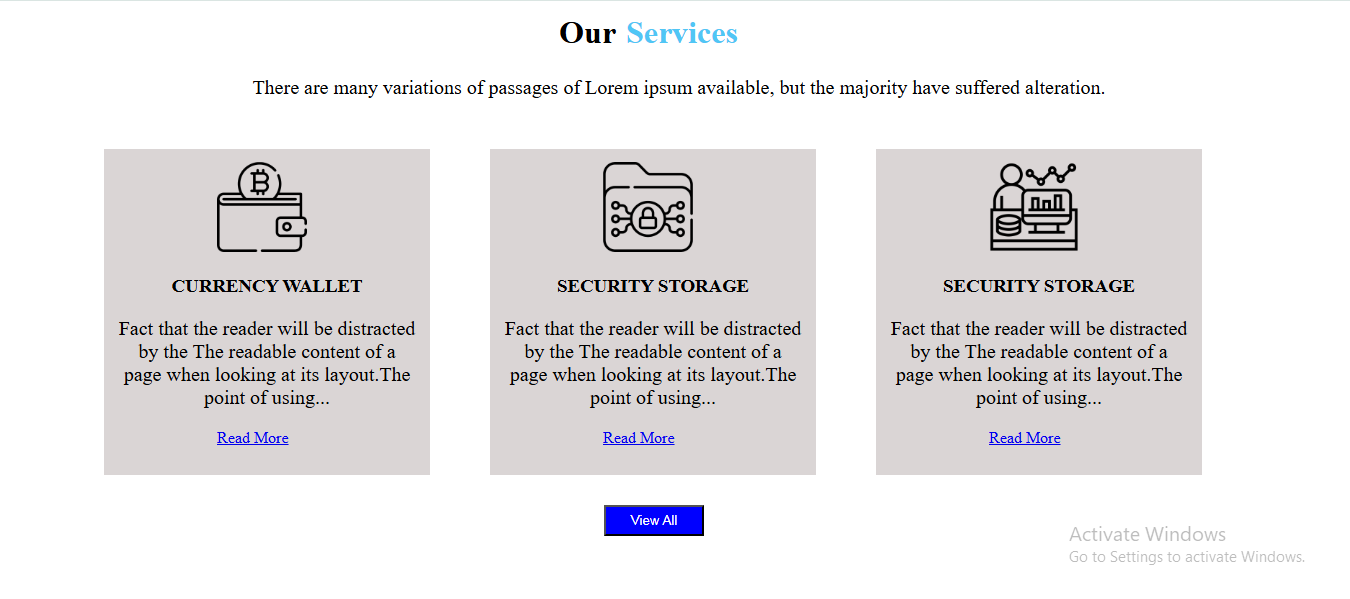 Our Services
There are many variations of passages of Lorem ipsum available, but the majority have suffered alteration.
CURRENCY WALLET
Fact that the reader will be distracted
by the The readable content of a
page when looking at its layout.The
point of using...
Read More
SECURITY STORAGE
Fact that the reader will be distracted
by the The readable content of a
page when looking at its layout.The
point of using...
Read More
SECURITY STORAGE
Fact that the reader will be distracted
by the The readable content of a
page when looking at its layout.The
point of using...
Read More
View All
Activate Windows
Go to Settings to activate Windows.